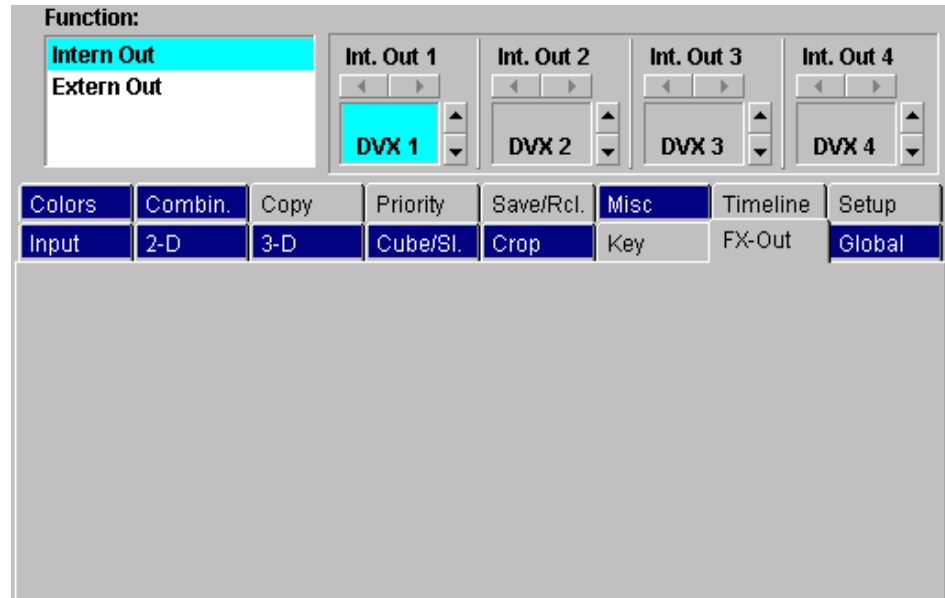 Function:
Intern Out
Extern Out
Int. Out 1 Int. Out 2 Int. Out 3 Int. Out 4
DVX 1 DVX 2 DVX 3 DVX 4
Colors Combin. Copy Priority Save/Rcl. Misc Timeline Setup
Input 2-D 3-D Cube/Sl. Crop Key FX-Out Global